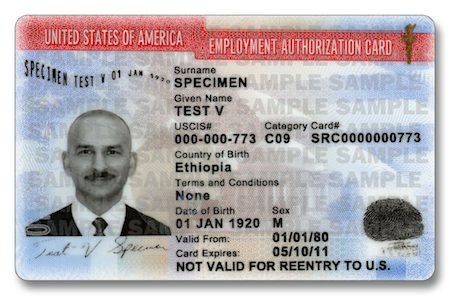 UNITED STATES OF AMERICA EMPLOYMENT AUTHORIZATION CARD
SPECIMEN TEST V 01 JAN 1920
Surname
SPECIMEN
Given Name
TEST V
USCIS# Category Card#
000-000-773 C09 SRC0000000773
Country of Birth
Ethiopia
Terms and Conditions
None
Date of Birth Sex
01 JAN 1920 M
Valid From: 01/01/80
Card Expires: 05/10/11
NOT VALID FOR REENTRY TO U.S.
Test V Specimen
SAMPLE SAMPLE SAMPLE